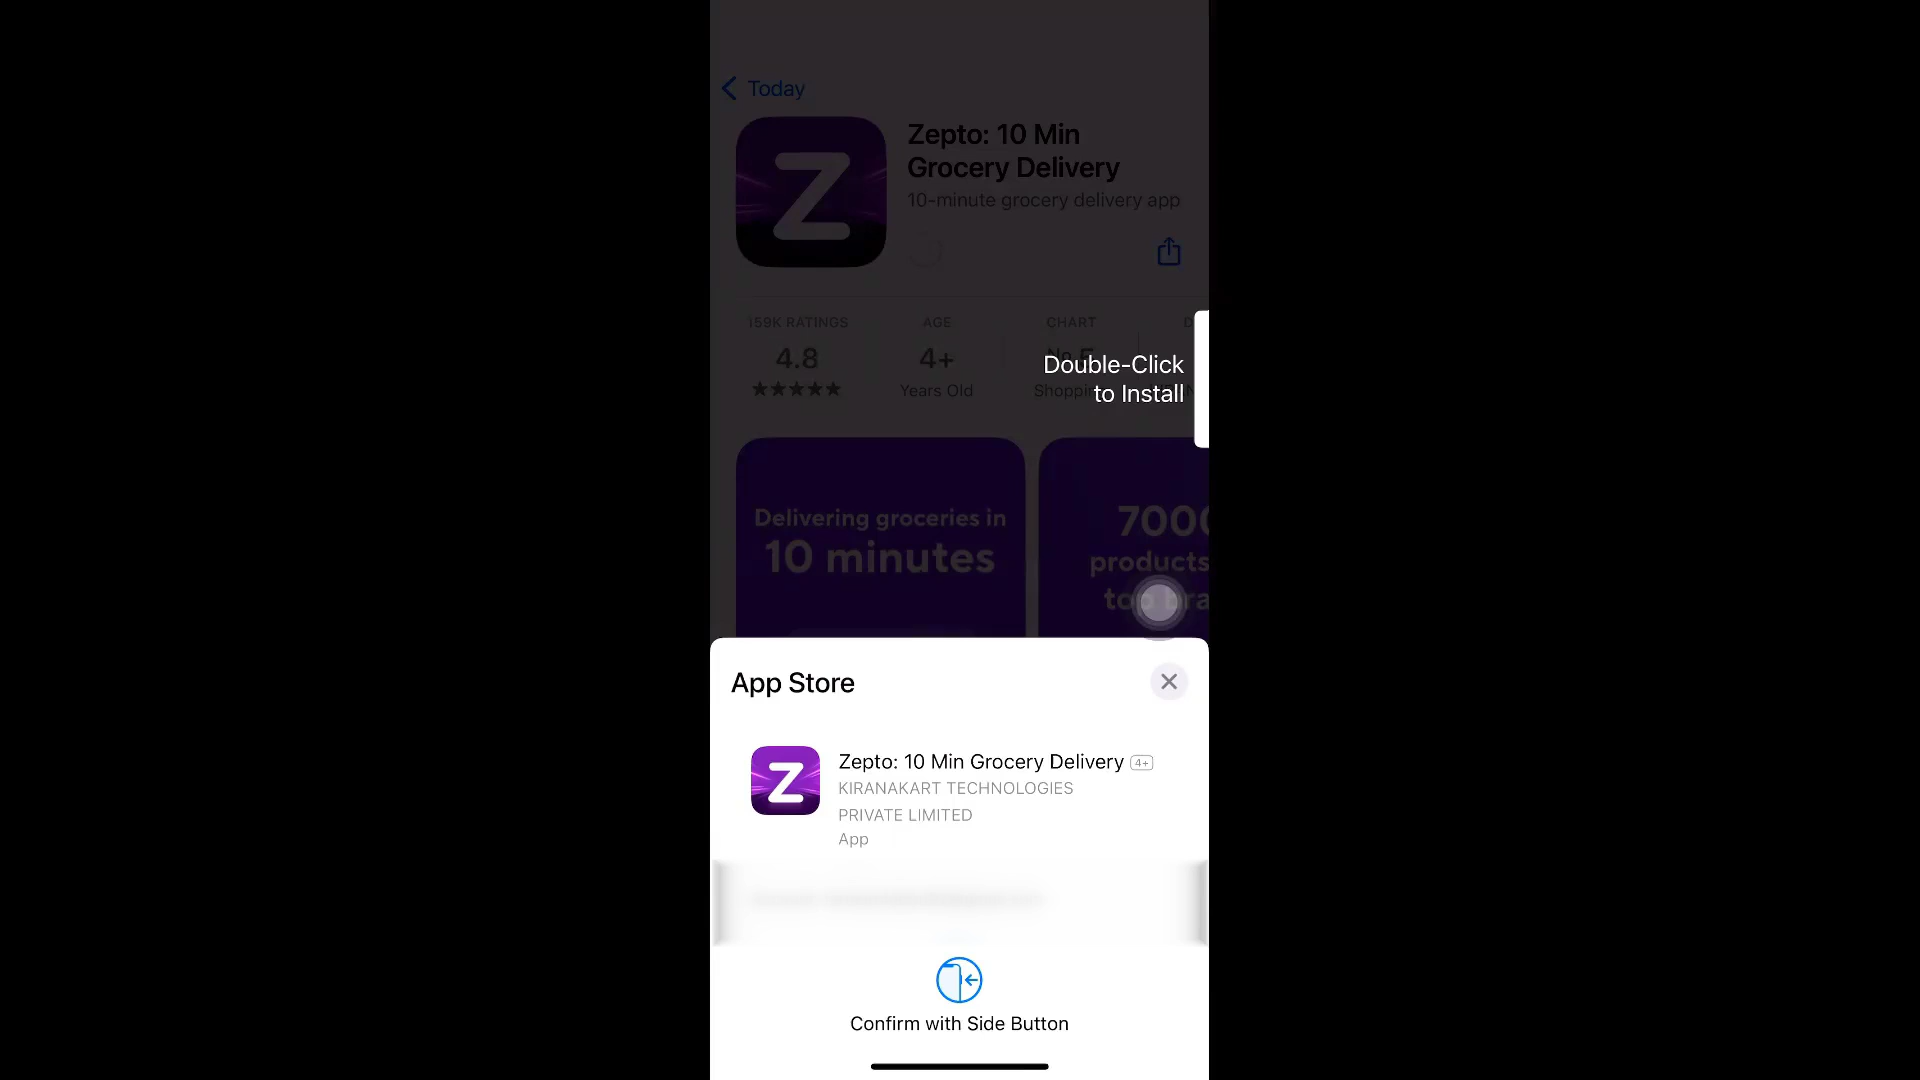 Today
Z
Zepto: 10 Min
Grocery Delivery
10-minute grocery delivery app
159K RATINGS
4.8
★★★★★
AGE
4+
Years Old
CHART
Double-Click
to Install
Delivering groceries in
10 minutes
products
top bra
App Store
Z
Zepto: 10 Min Grocery Delivery 4+
KIRANAKART TECHNOLOGIES
PRIVATE LIMITED
App
Confirm with Side Button